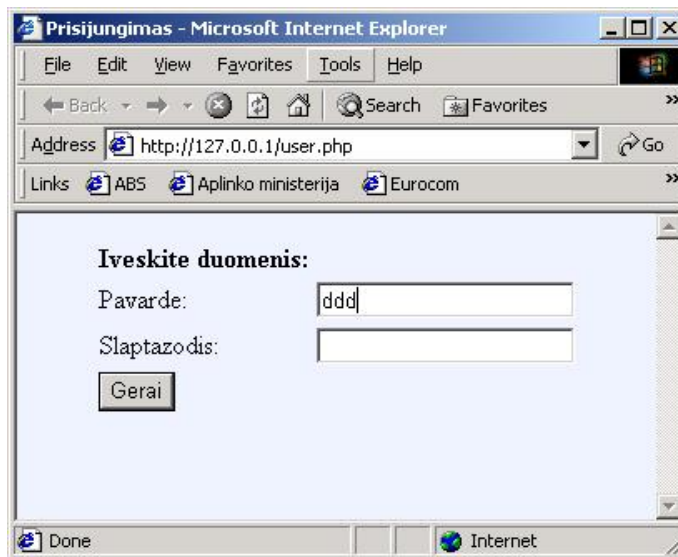 Prisijungimas - Microsoft Internet Explorer
File Edit View Favorites Tools Help
Back Search Favorites »
Address http://127.0.0.1/user.php Go
Links ABS Aplinko ministerija Eurocom »
Iveskite duomenis:
Pavarde: ddd
Slaptazodis:
Gerai
Done Internet